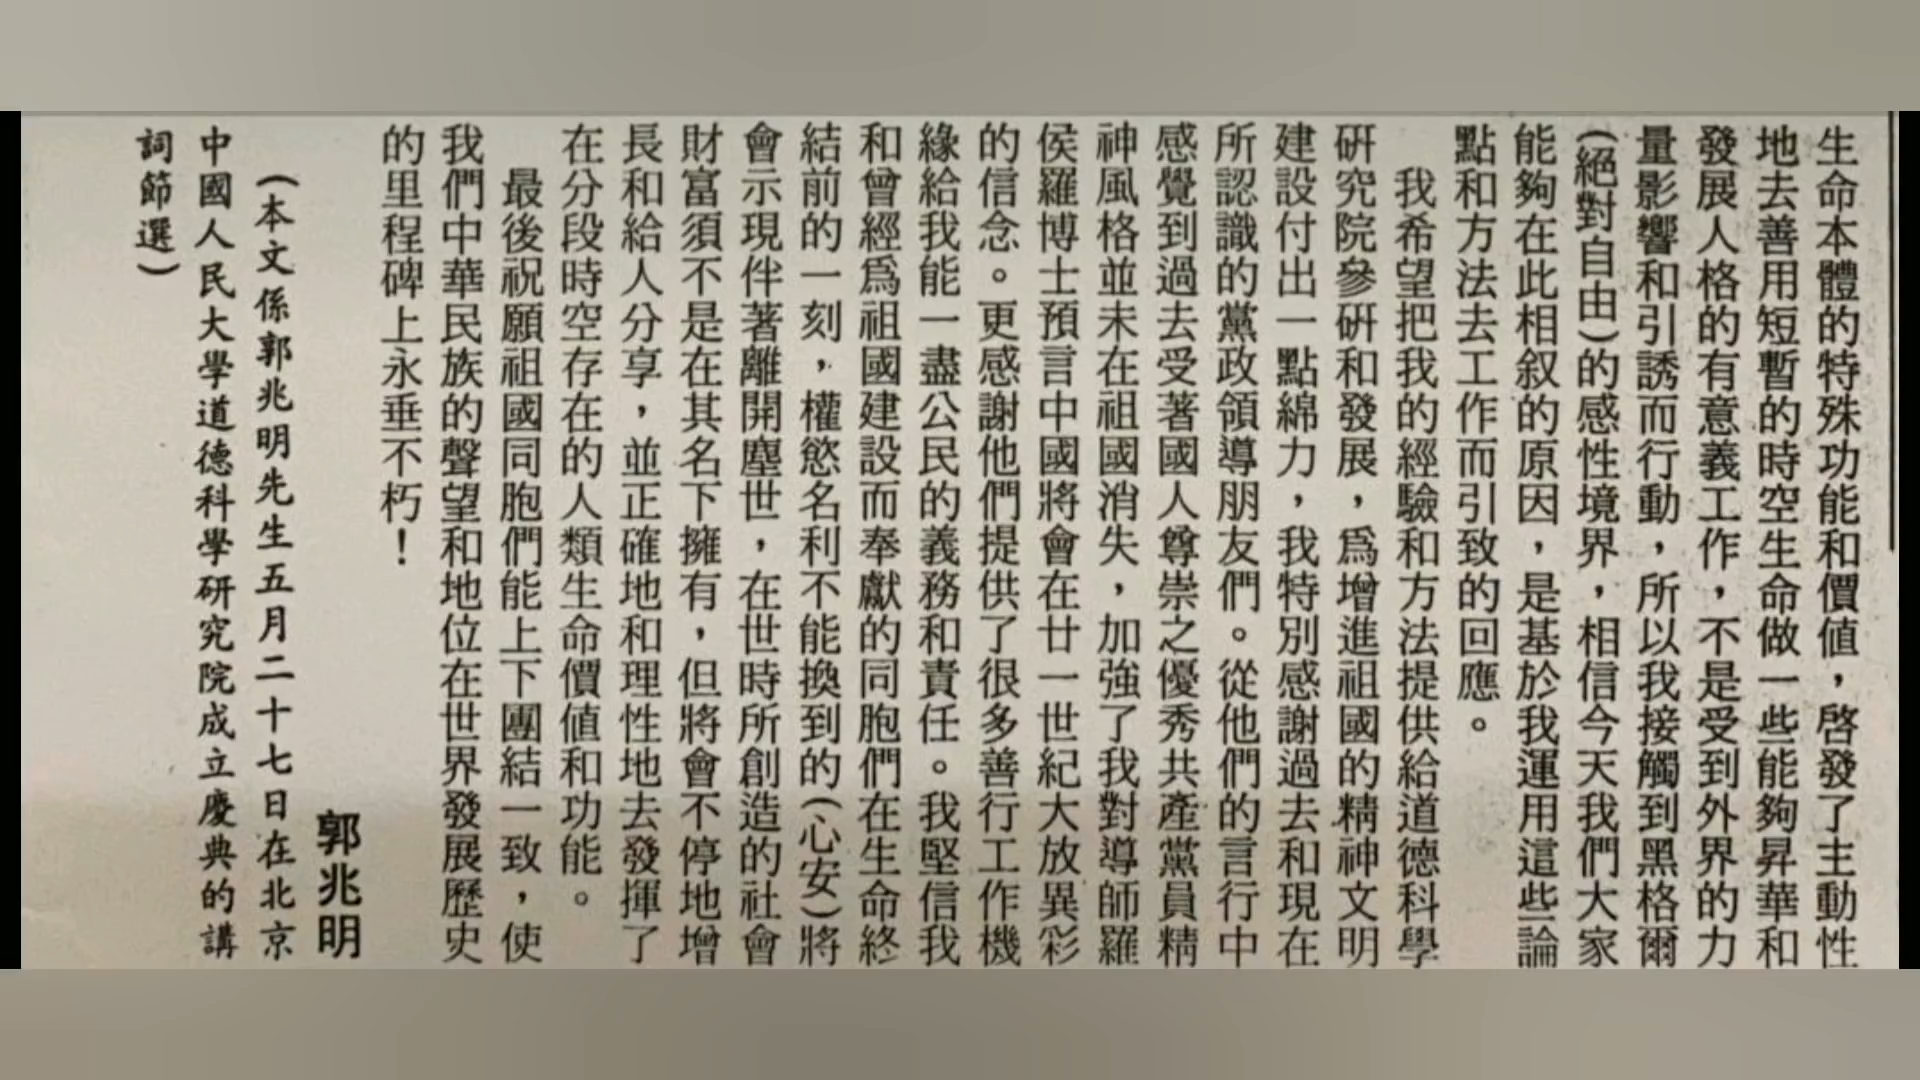 生命本體的特殊功能和價值，啓發了主動性
地去善用短暫的時空生命做一些能夠昇華和
發展人格的有意義工作，不是受到外界的力
量影響和引誘而行動，所以我接觸到黑格爾
(絕對自由)的感性境界，相信今天我們大家
能夠在此相叙的原因，是基於我運用這些論
點和方法去工作而引致的回應。
我希望把我的經驗和方法提供給道德科學
研究院參研和發展，爲增進祖國的精神文明
建設付出一點綿力，我特別感謝過去和現在
所認識的黨政領導朋友們。從他們的言行中
感覺到過去受著國人尊崇之優秀共產黨員精
神風格並未在祖國消失，加強了我對導師羅
侯羅博士預言中國將會在廿一世紀大放異彩
的信念。更感謝他們提供了很多善行工作機
緣給我能一盡公民的義務和責任。我堅信我
和曾經爲祖國建設而奉獻的同胞們在生命終
結前的一刻，權慾名利不能換到的(心安)將
會示現伴著離開塵世，在世時所創造的社會
財富須不是在其名下擁有，但將會不停地增
長和給人分享，並正確地和理性地去發揮了
在分段時空存在的人類生命價值和功能。
最後祝願祖國同胞們能上下團結一致，使
我們中華民族的聲望和地位在世界發展歷史
的里程碑上永垂不朽！
郭兆明
(本文係郭兆明先生五月二十七日在北京
中國人民大學道德科學研究院成立慶典的講
詞節選)